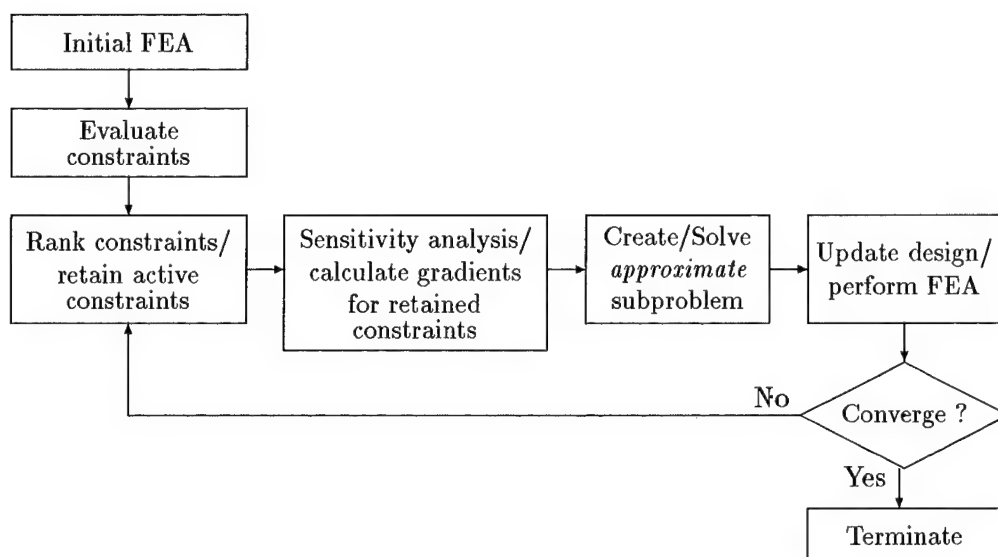 Initial FEA
Evaluate
constraints
Rank constraints/
retain active
constraints
Sensitivity analysis/
calculate gradients
for retained
constraints
Create/Solve
approximate
subproblem
Update design/
perform FEA
No
Converge ?
Yes
Terminate